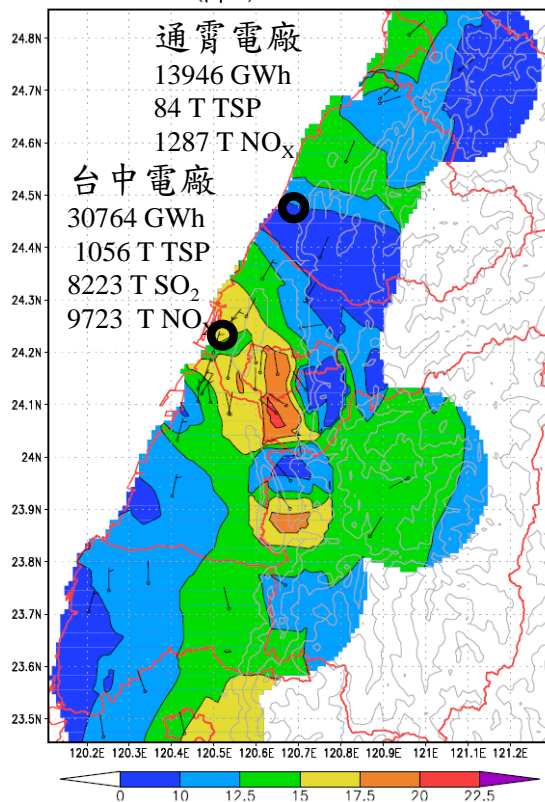 通霄電廠
13946 GWh
84 T TSP
1287 T NOX
台中電廠
30764 GWh
1056 T TSP
8223 T SO2
9723 T NOX
24.8N
24.7N
24.6N
24.5N
24.4N
24.3N
24.2N
24.1N
24N
23.9N
23.8N
23.7N
23.6N
23.5N
120.2E 120.3E 120.4E 120.5E 120.6E 120.7E 120.8E 120.9E 121E 121.1E 121.2E
0 10 12.5 15 17.5 20 22.5